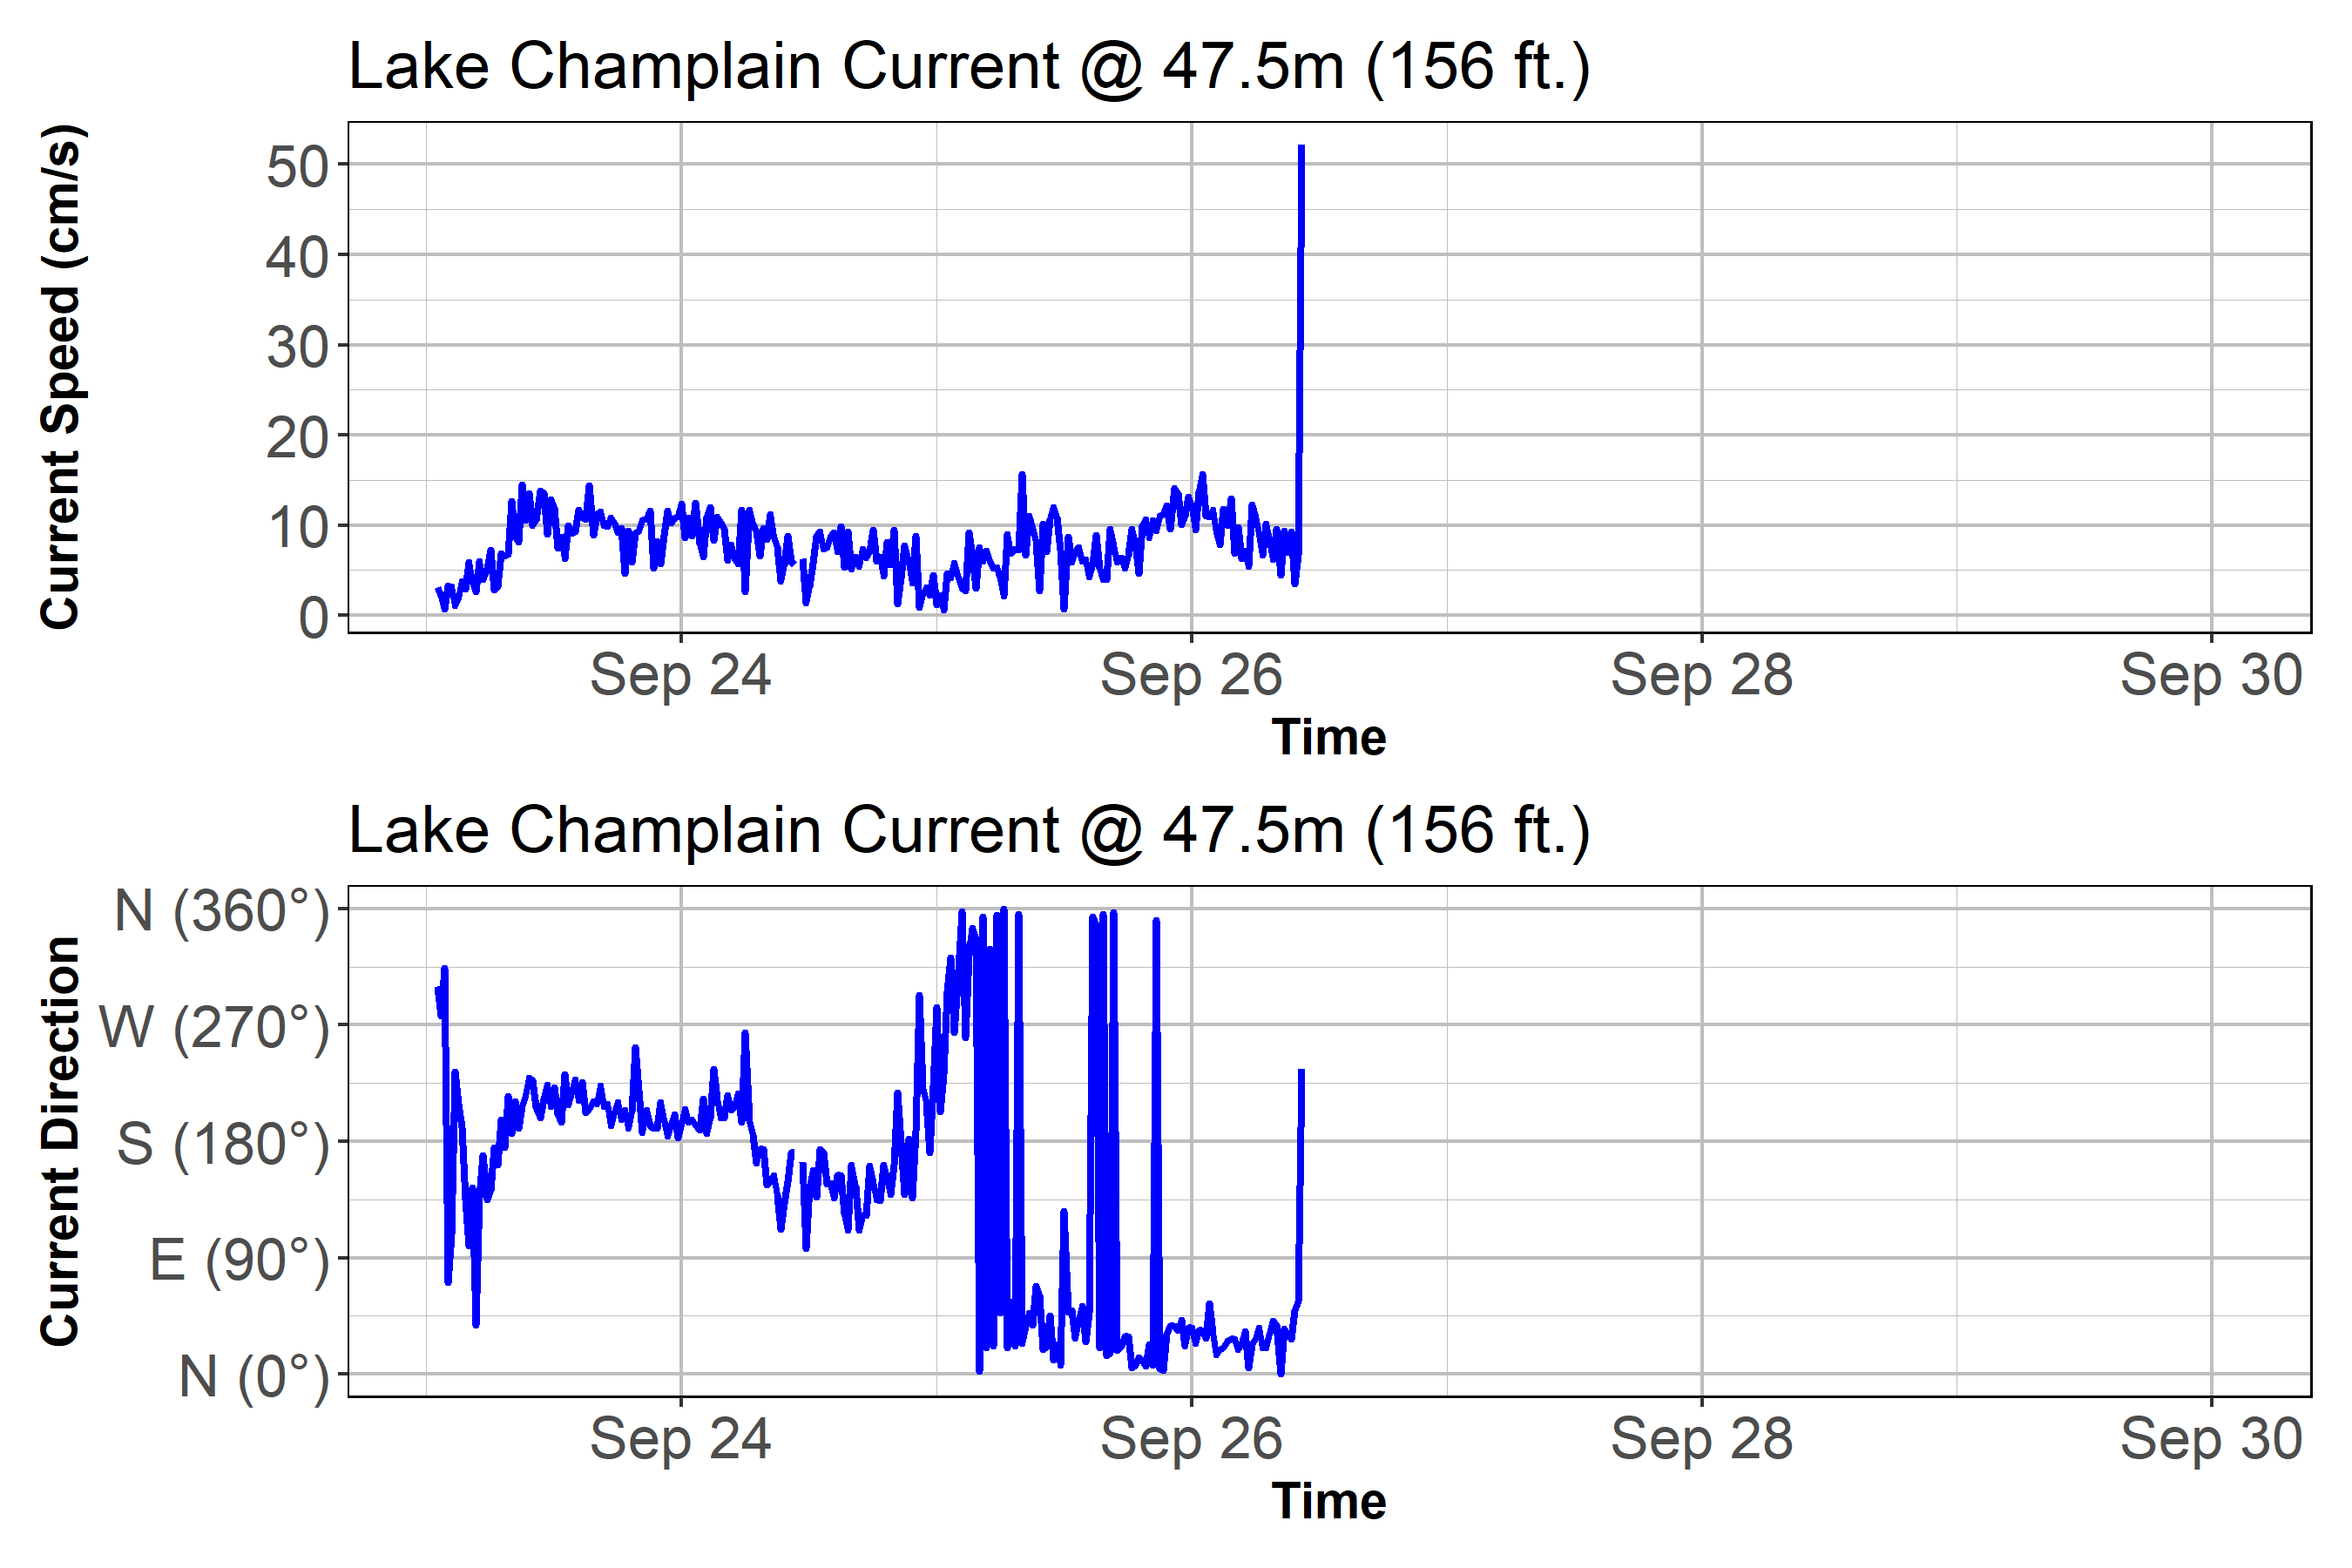 Lake Champlain Current @ 47.5m (156 ft.)
Current Speed (cm/s)
50
40
30
20
10
0
Sep 24 Sep 26 Sep 28 Sep 30
Time
Lake Champlain Current @ 47.5m (156 ft.)
Current Direction
N (360°)
W (270°)
S (180°)
E (90°)
N (0°)
Sep 24 Sep 26 Sep 28 Sep 30
Time